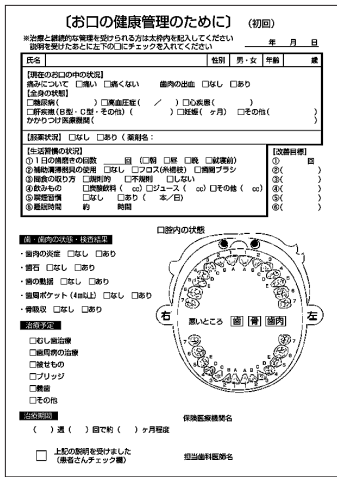 〔お口の健康管理のために〕 (初回)
※治療と継続的な管理を受けられる方は太枠内を記入してください
説明を受けたあとに左下の□にチェックを入れてください 年 月 日
氏名 性別 男・女 年齢 歳
【現在のお口の中の状況】
痛みについて □痛い □痛くない 歯肉の出血 □なし □あり
【全身の状態】
□糖尿病( ) □高血圧症( / ) □心疾患( )
□肝疾患(B型・C型・その他)( ) □妊娠( ヶ月) □その他( )
かかりつけ医療機関( )
【服薬状況】 □なし □あり(薬剤名: )
【生活習慣の状況】 【改善目標】
①1日の歯磨きの回数 回(□朝 □昼 □晩 □就寝前) ① 回
②補助清掃器具の使用 □なし □フロス(糸楊枝) □歯間ブラシ ②( )
③間食の取り方 □規則的 □不規則 □しない ③( )
④飲みもの □炭酸飲料( cc) □ジュース( cc) □その他( cc) ④( )
⑤喫煙習慣 □なし □あり( 本/日) ⑤( )
⑥睡眠時間 約 時間 ⑥( )
歯・歯肉の状態・検査結果
・歯肉の炎症 □なし □あり
・歯石 □なし □あり
・歯の動揺 □なし □あり
・歯周ポケット(4㎜以上) □なし □あり
・骨吸収 □なし □あり
口腔内の状態
右 悪いところ 歯 骨 歯肉 左
治療予定
□むし歯治療
□歯周病の治療
□被せもの
□ブリッジ
□義歯
□その他
治療期間
( )週( )回で約( )ヶ月程度
□ 上記の説明を受けました
(患者さんチェック欄)
保険医療機関名
担当歯科医師名